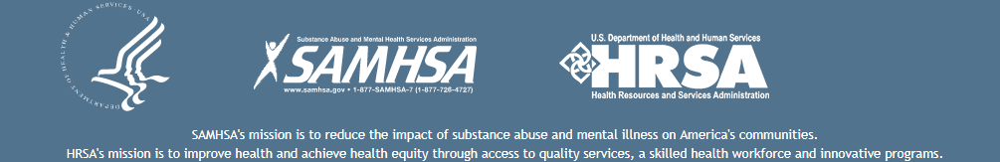 DEPARTMENT OF HEALTH & HUMAN SERVICES. USA
Substance Abuse and Mental Health Services Administration
SAMHSA
www.samhsa.gov • 1-877-SAMHSA-7 (1-877-726-4727)
U.S. Department of Health and Human Services
HRSA
Health Resources and Services Administration
SAMHSA's mission is to reduce the impact of substance abuse and mental illness on America's communities.
HRSA's mission is to improve health and achieve health equity through access to quality services, a skilled health workforce and innovative programs.